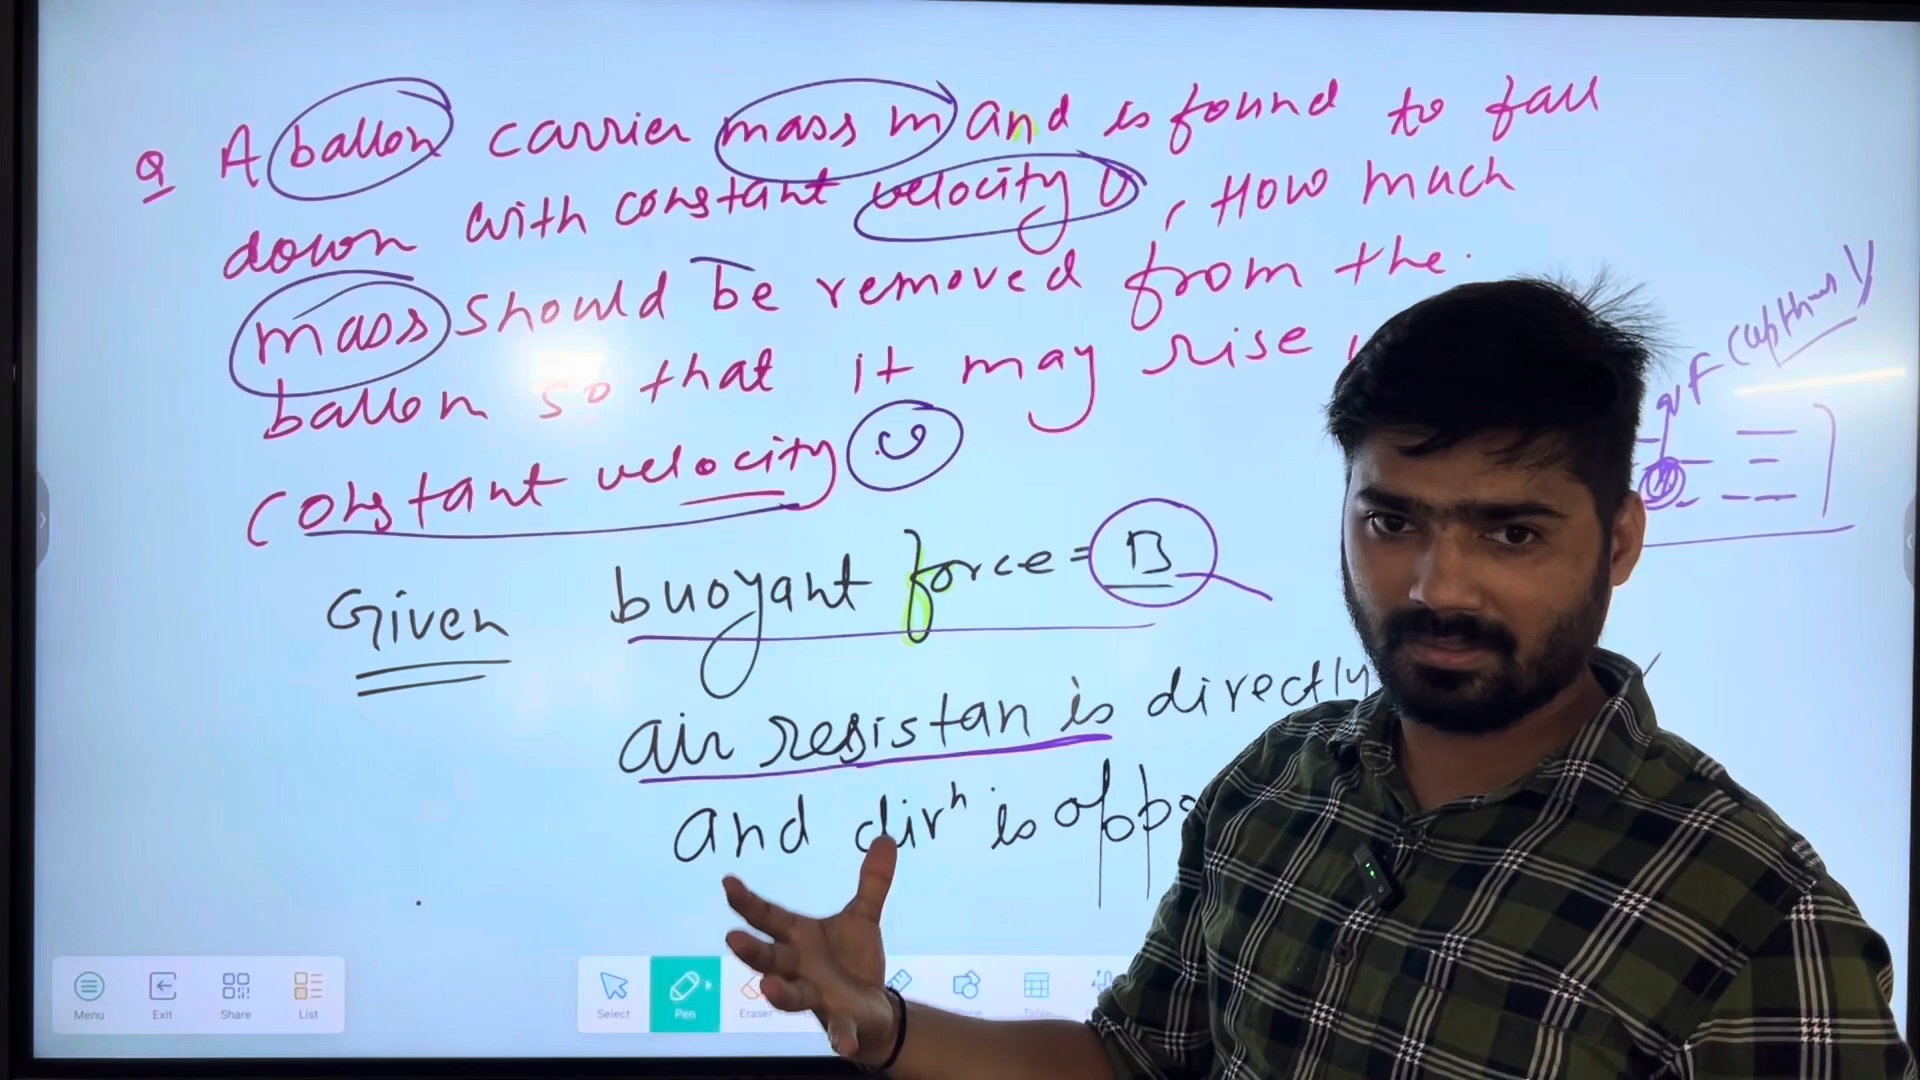 Q A ballon carrier mass m and is found to fall
down with constant velocity v, How much
mass should be removed from the
ballon so that it may rise
constant velocity v
Given buoyant force = B
air resistan is directly
and dirn is oppo
Menu Exit Share List Select Pen Eraser Table